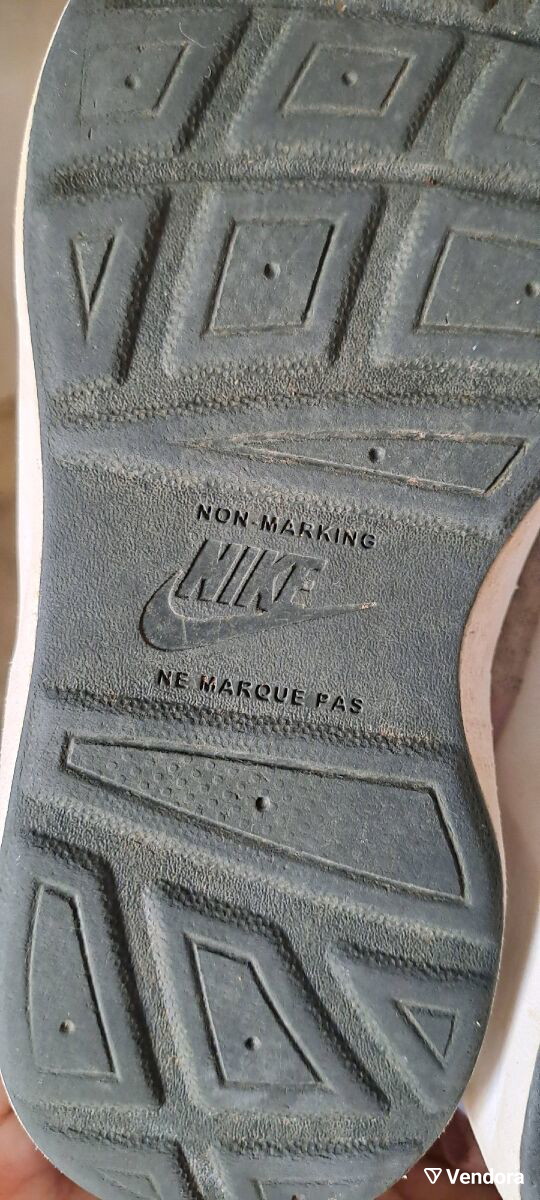 NON-MARKING
NIKE
NE MARQUE PAS
Vendora